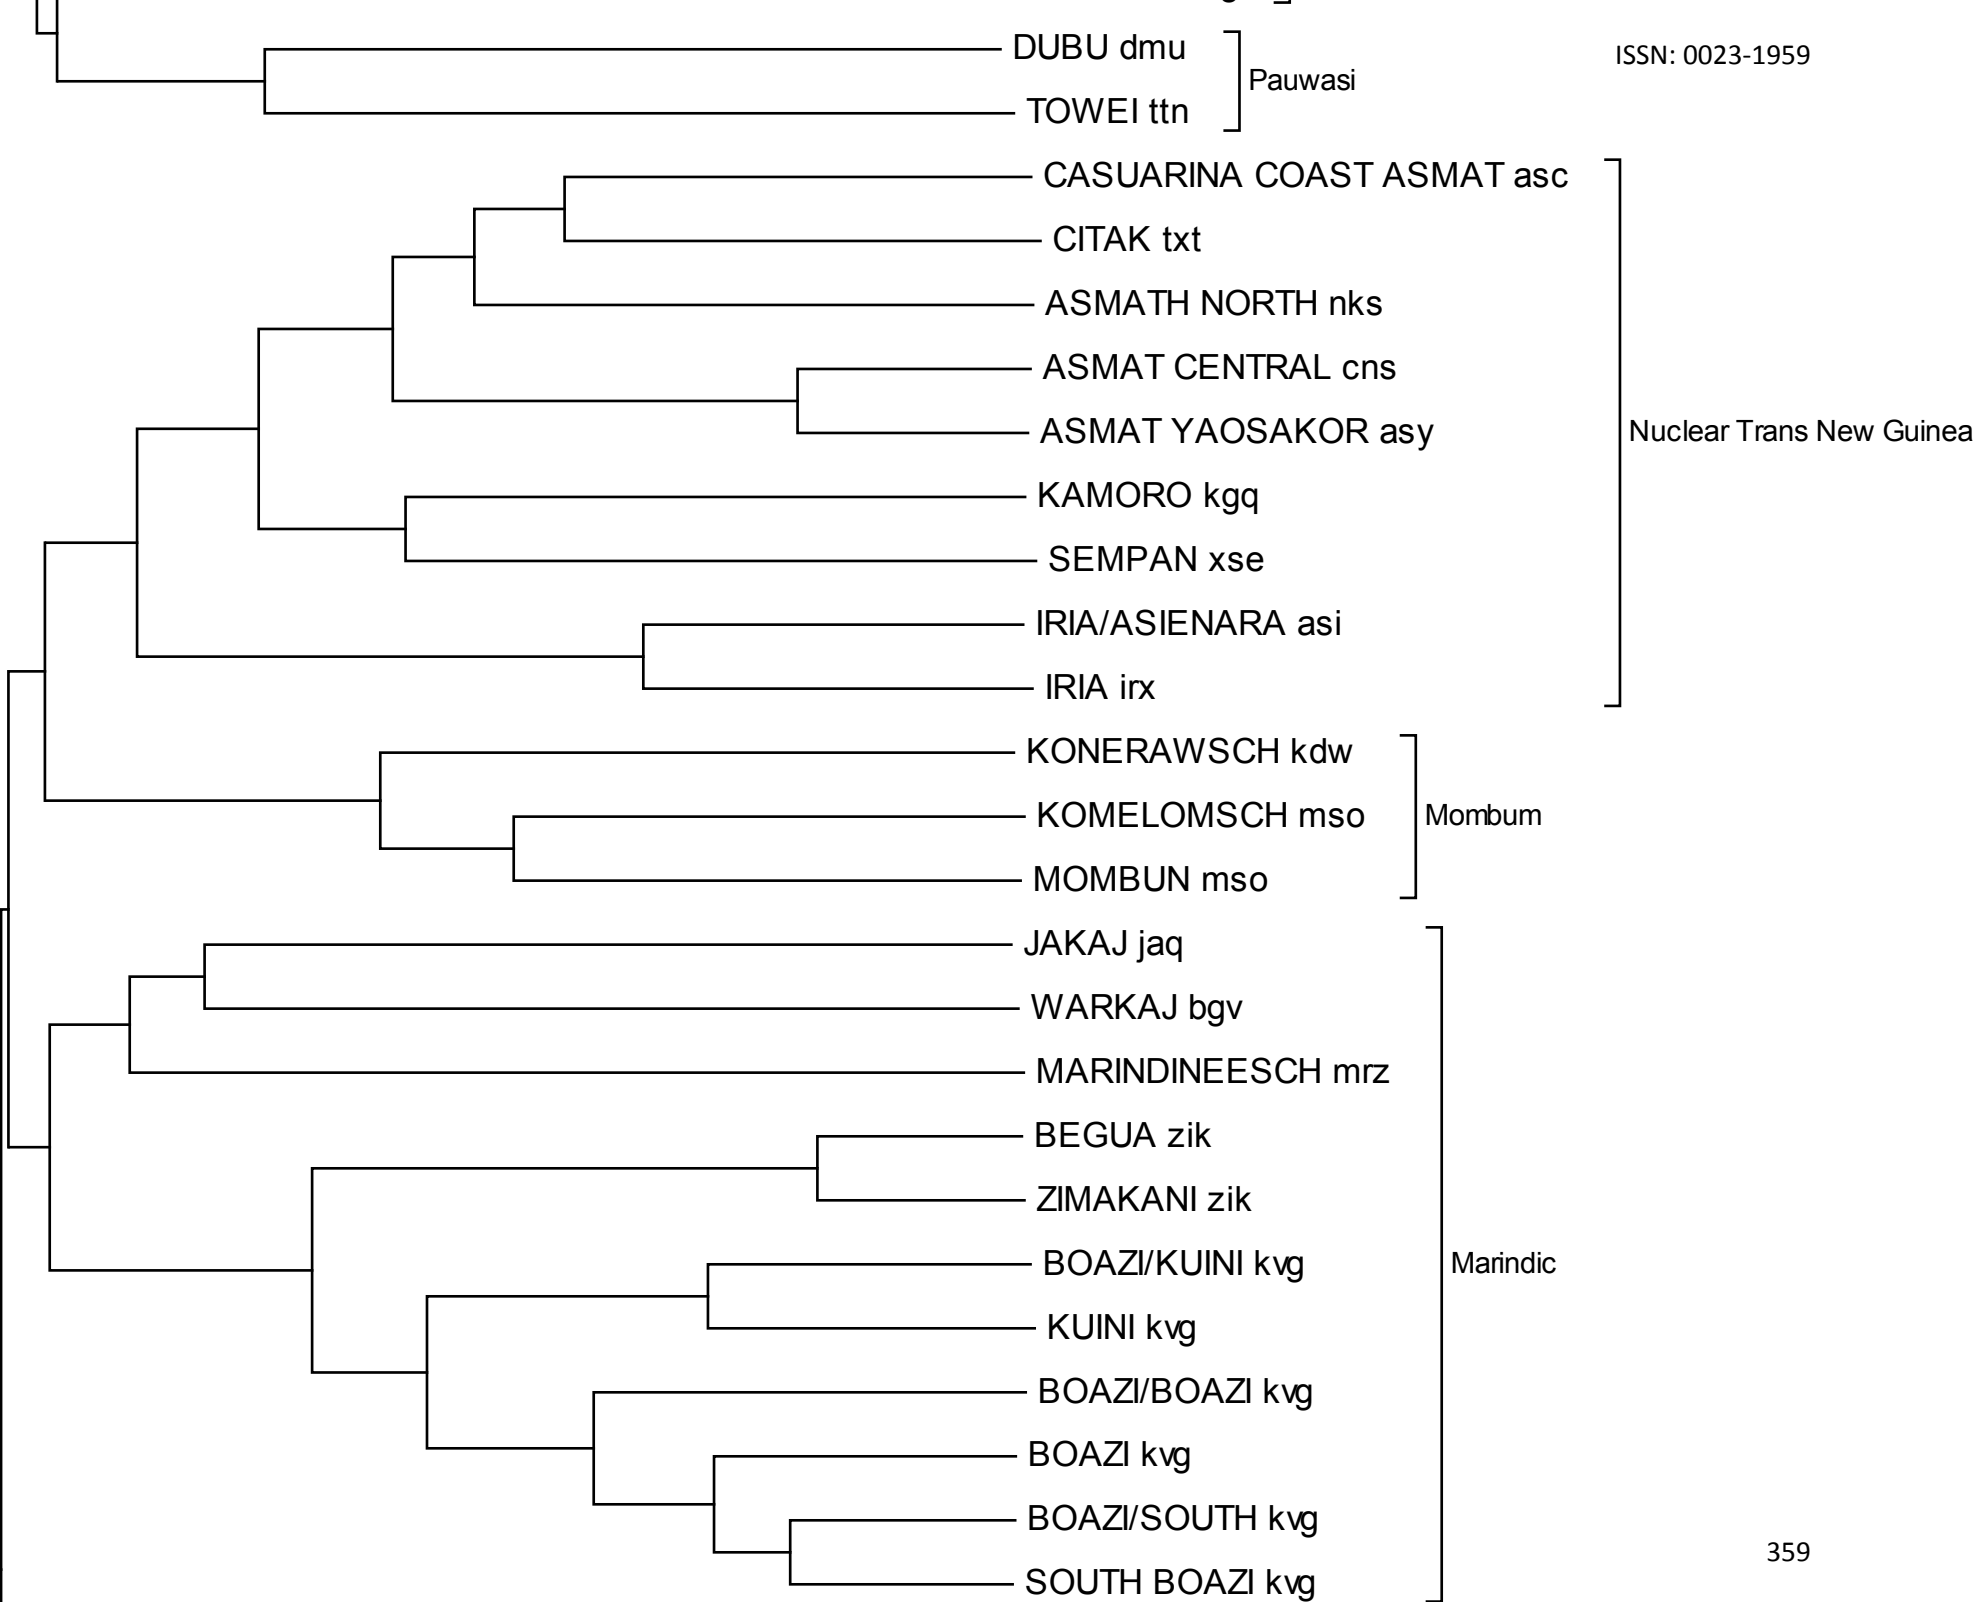 DUBU dmu
ISSN: 0023-1959
Pauwasi
TOWEI ttn
CASUARINA COAST ASMAT asc
CITAK txt
ASMATH NORTH nks
ASMAT CENTRAL cns
ASMAT YAOSAKOR asy
Nuclear Trans New Guinea
KAMORO kgq
SEMPAN xse
IRIA/ASIENARA asi
IRIA irx
KONERAWSCH kdw
KOMELOMSCH mso
Mombum
MOMBUN mso
JAKAJ jaq
WARKAJ bgv
MARINDINEESCH mrz
BEGUA zik
ZIMAKANI zik
BOAZI/KUINI kvg
Marindic
KUINI kvg
BOAZI/BOAZI kvg
BOAZI kvg
BOAZI/SOUTH kvg
359
SOUTH BOAZI kvg